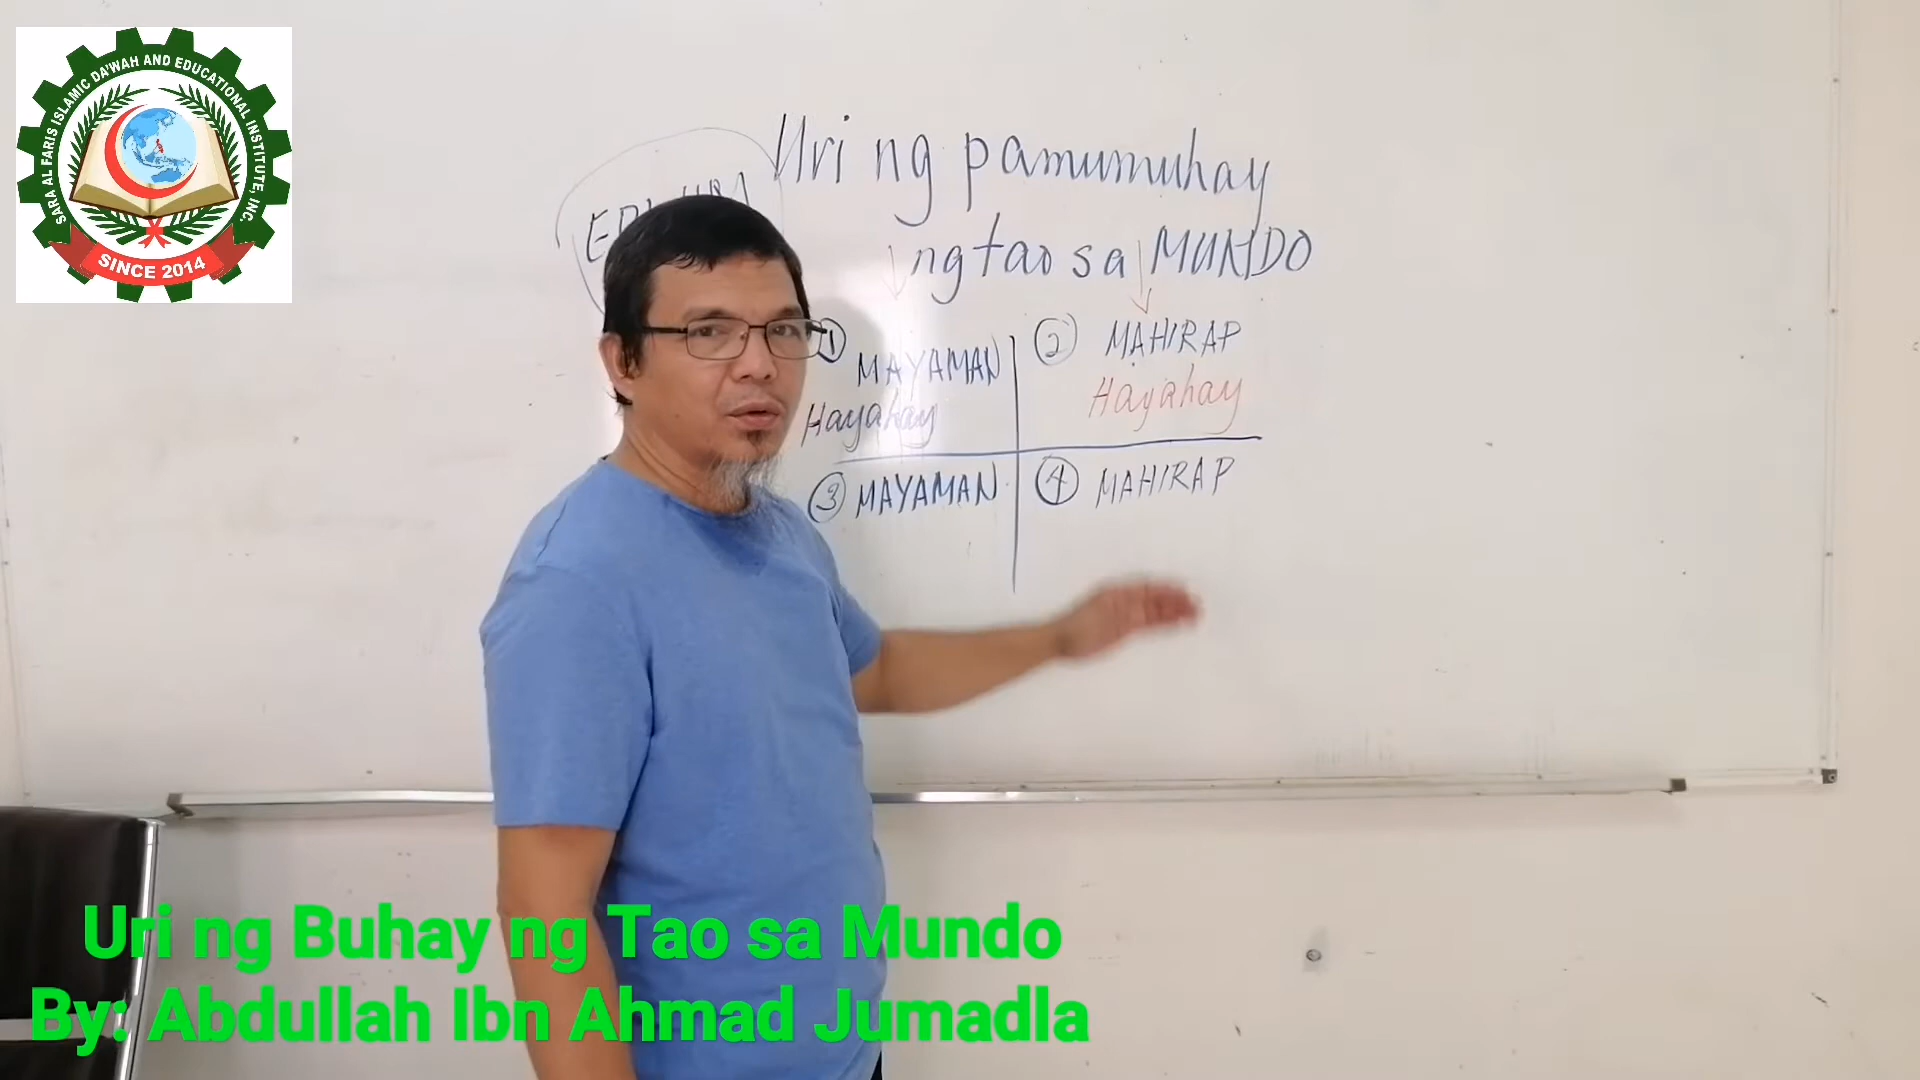 SARA AL FARIS ISLAMIC DA'WAH AND EDUCATIONAL INSTITUTE, INC.
SINCE 2014
Uri ng pamumuhay
ng tao sa MUNDO
1 MAYAMAN
Hayahay
2 MAHIRAP
Hayahay
3 MAYAMAN
4 MAHIRAP
Uri ng Buhay ng Tao sa Mundo
By: Abdullah Ibn Ahmad Jumadla